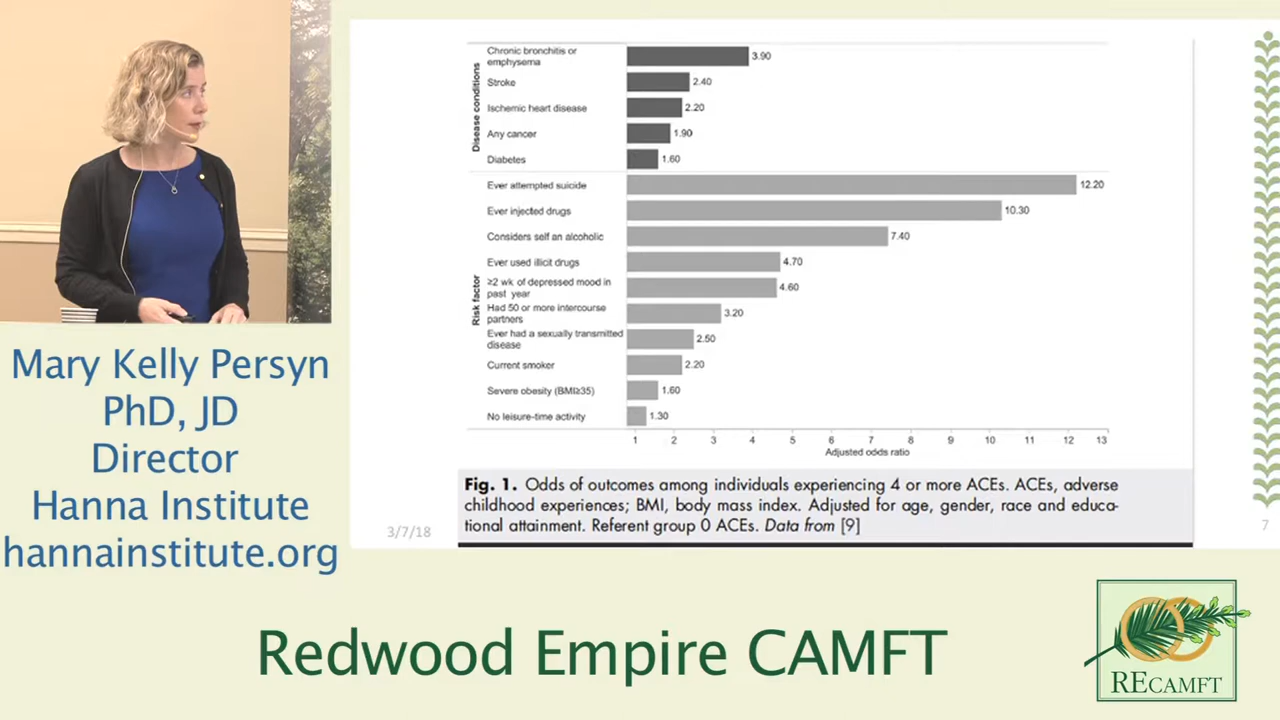 Disease conditions
Chronic bronchitis or
emphysema
3.90
Stroke
2.40
Ischemic heart disease
2.20
Any cancer
1.90
Diabetes
1.60
Risk factor
Ever attempted suicide
12.20
Ever injected drugs
10.30
Considers self an alcoholic
7.40
Ever used illicit drugs
4.70
≥2 wk of depressed mood in
past year
4.60
Had 50 or more intercourse
partners
3.20
Ever had a sexually transmitted
disease
2.50
Current smoker
2.20
Severe obesity (BMI≥35)
1.60
No leisure-time activity
1.30
1 2 3 4 5 6 7 8 9 10 11 12 13
Adjusted odds ratio
Fig. 1. Odds of outcomes among individuals experiencing 4 or more ACEs. ACEs, adverse
childhood experiences; BMI, body mass index. Adjusted for age, gender, race and educa-
tional attainment. Referent group 0 ACEs. Data from [9]
3/7/18
7
Mary Kelly Persyn
PhD, JD
Director
Hanna Institute
hannainstitute.org
Redwood Empire CAMFT
RECAMFT